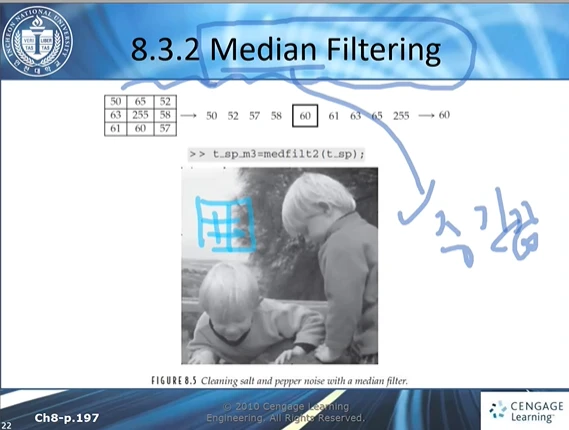 8.3.2 Median Filtering
50 65 52
63 255 58
61 60 57
→ 50 52 57 58 60 61 63 65 255 → 60
>> t_sp_m3=medfilt2(t_sp);
중간값
FIGURE 8.5 Cleaning salt and pepper noise with a median filter.
22
Ch8-p.197
© 2010 Cengage Learning
Engineering. All Rights Reserved.
CENGAGE
Learning™